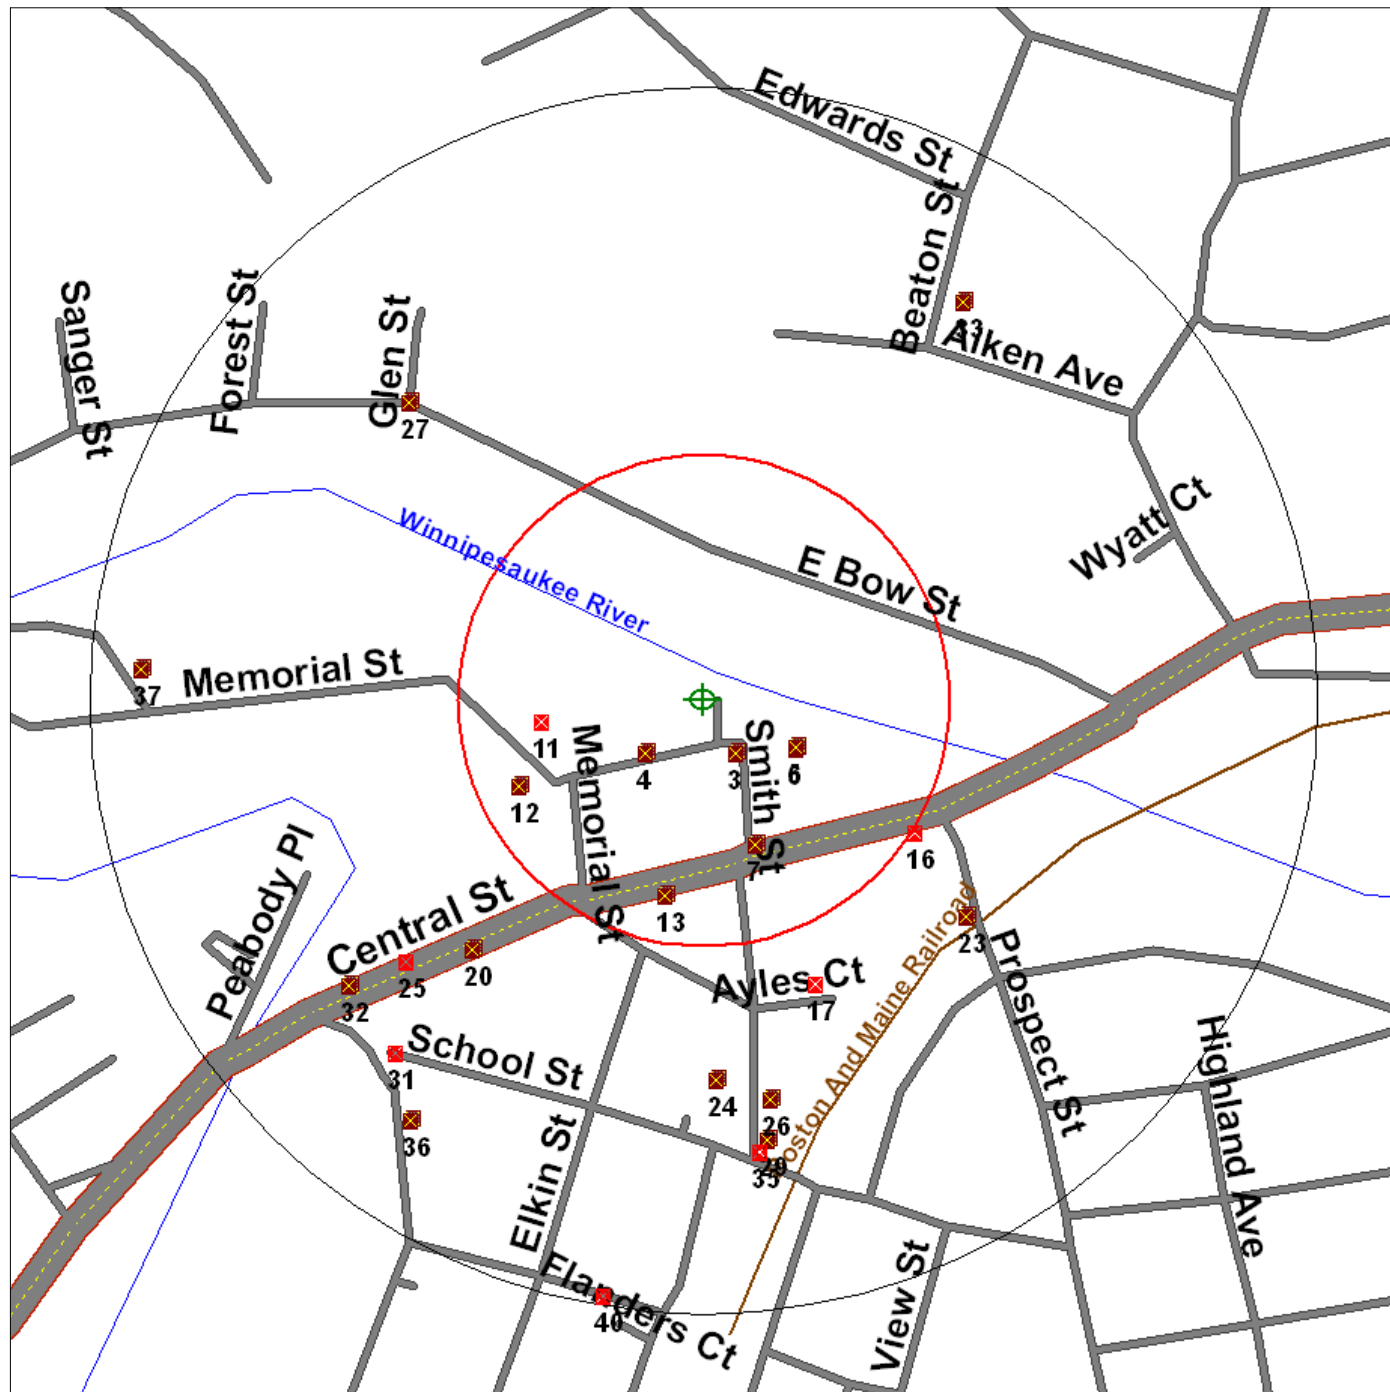 Edwards St
Beaton St
Aiken Ave
Sanger St
Forest St
Glen St
27
Wyatt Ct
Winnipesaukee River
E Bow St
Memorial St
37
11
Memorial St
4
3
Smith St
12
7
16
13
Peabody Pl
Central St
20
25
32
23
Prospect St
Ayles Ct
17
Boston And Maine Railroad
School St
31
24
26
36
35
Highland Ave
Elkin St
Flanders Ct
40
View St